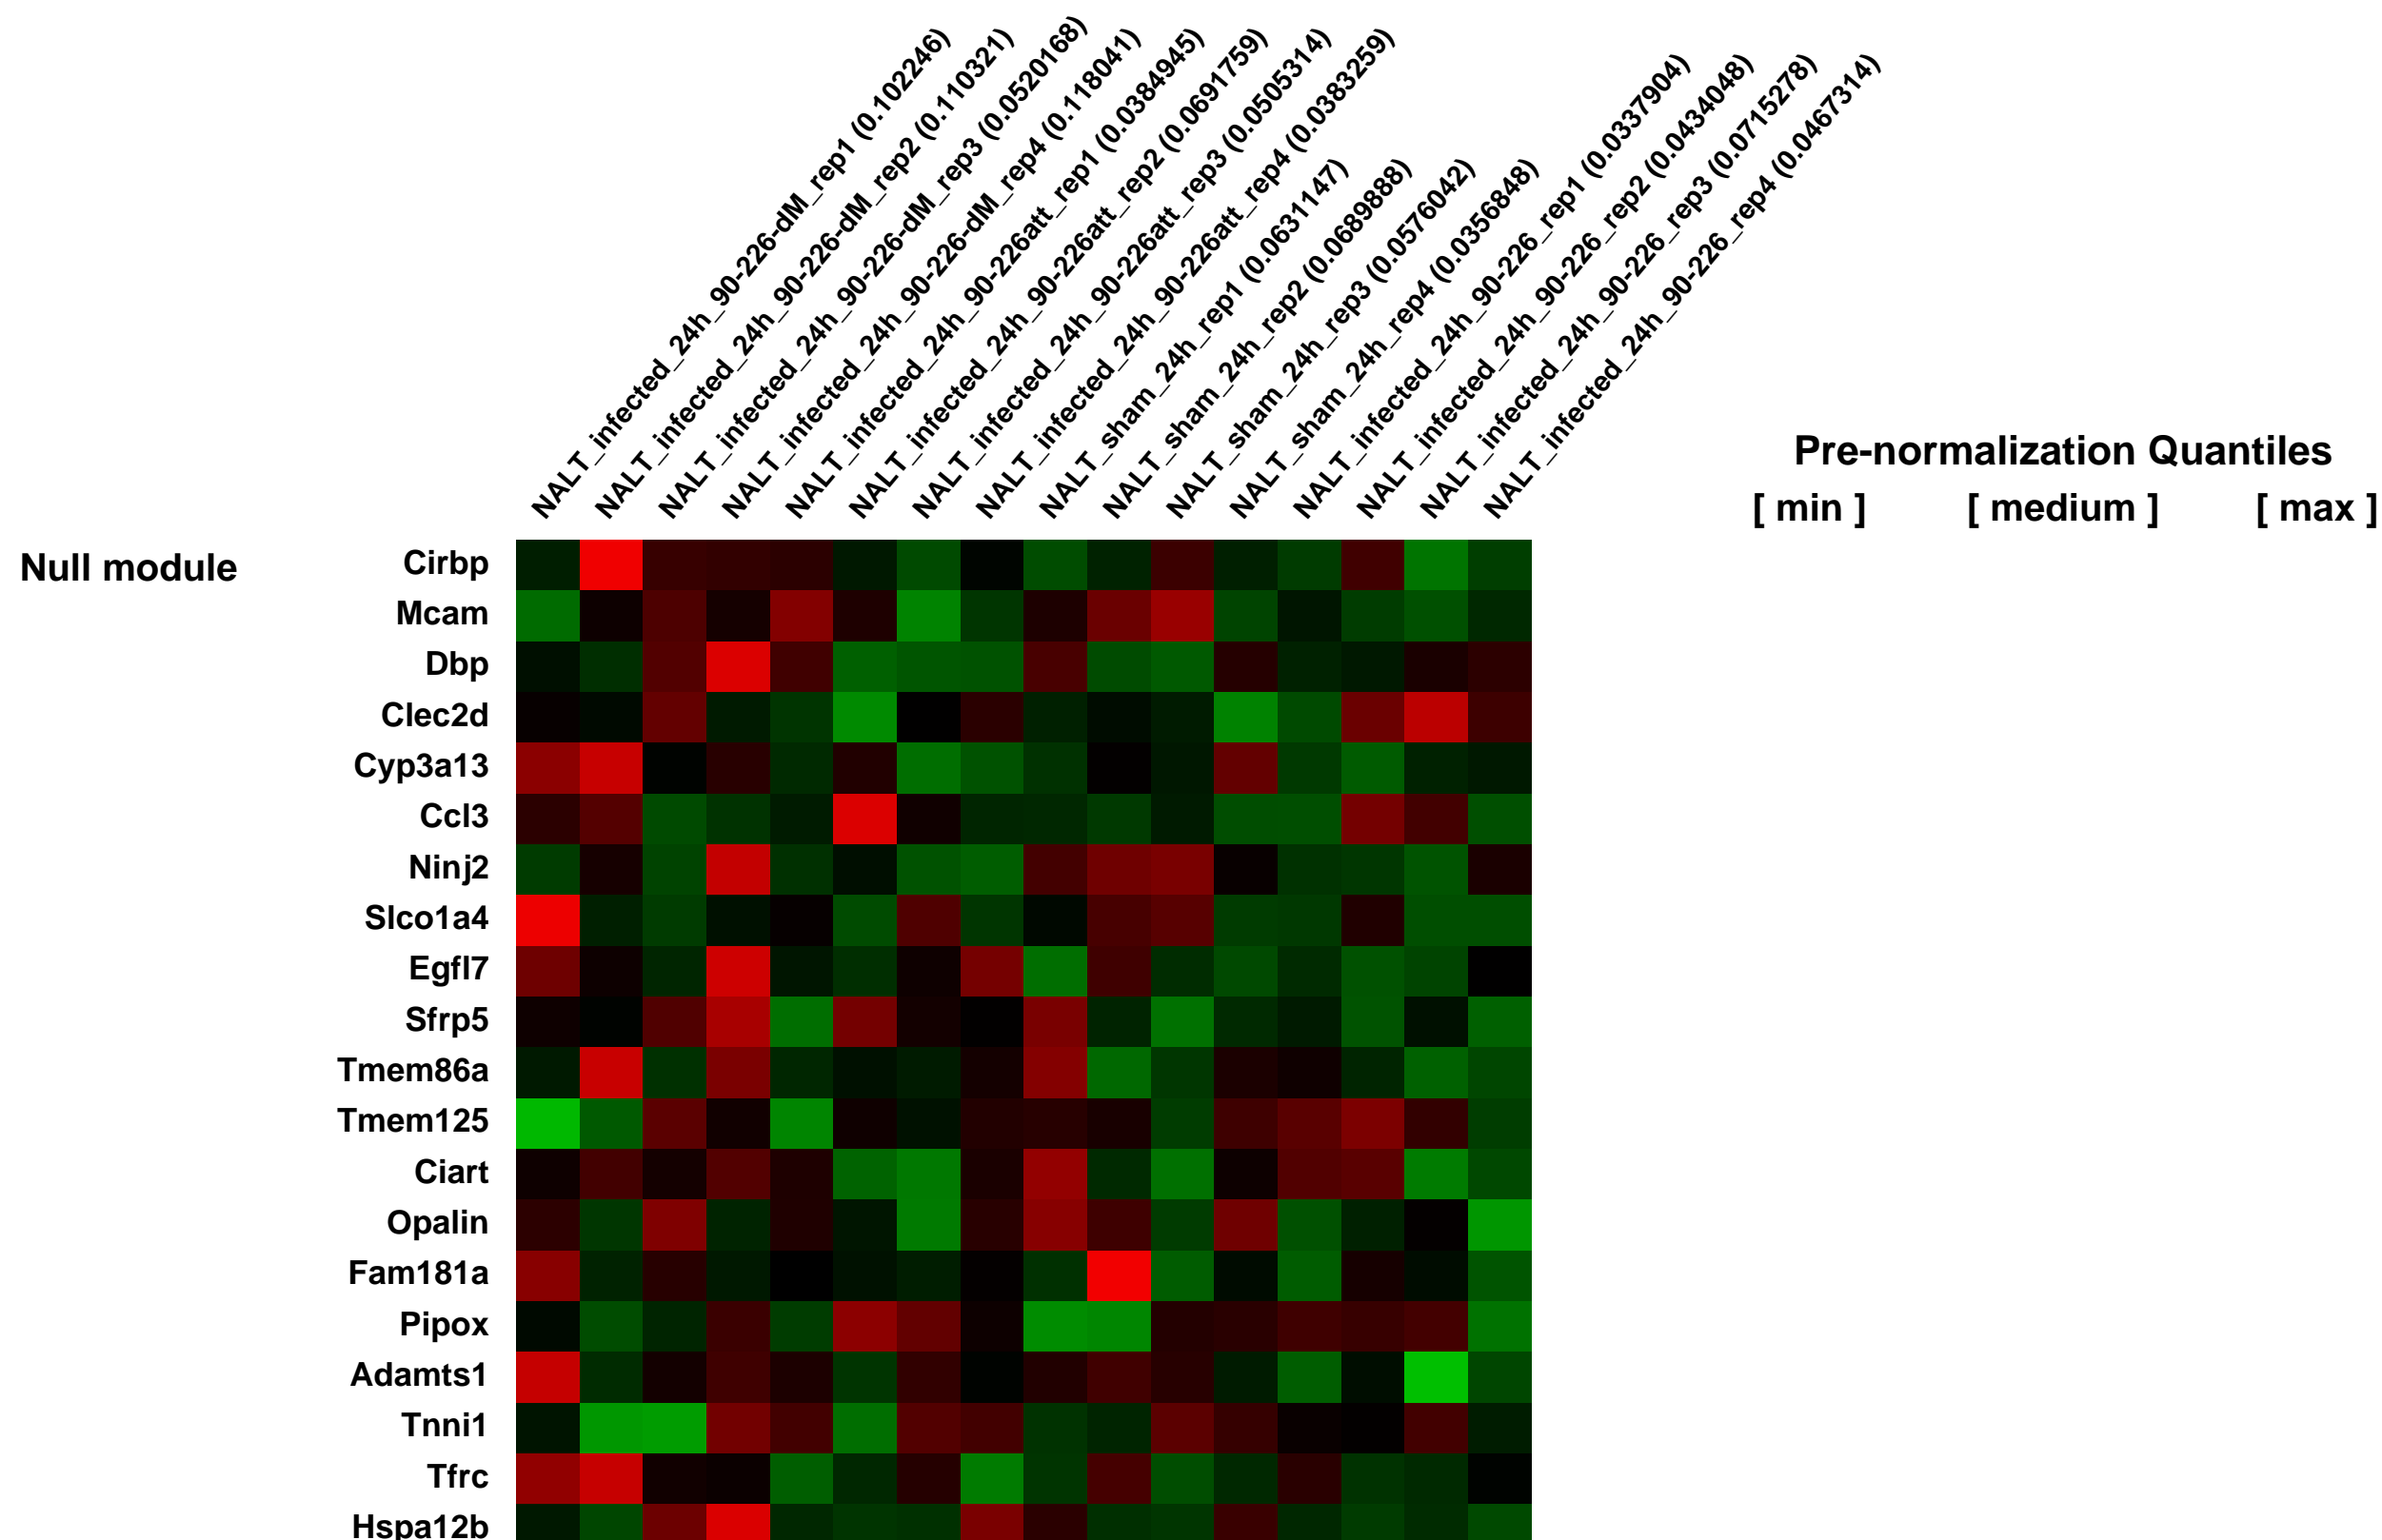 NALT_infected_24h_90-226-dM_rep1 (0.102246)
NALT_infected_24h_90-226-dM_rep2 (0.110321)
NALT_infected_24h_90-226-dM_rep3 (0.0520168)
NALT_infected_24h_90-226-dM_rep4 (0.118041)
NALT_infected_24h_90-226att_rep1 (0.0384945)
NALT_infected_24h_90-226att_rep2 (0.0691759)
NALT_infected_24h_90-226att_rep3 (0.0505314)
NALT_infected_24h_90-226att_rep4 (0.0383259)
NALT_sham_24h_rep1 (0.0631147)
NALT_sham_24h_rep2 (0.0689888)
NALT_sham_24h_rep3 (0.0576042)
NALT_sham_24h_rep4 (0.0356848)
NALT_infected_24h_90-226_rep1 (0.0337904)
NALT_infected_24h_90-226_rep2 (0.0434048)
NALT_infected_24h_90-226_rep3 (0.0715278)
NALT_infected_24h_90-226_rep4 (0.0467314)
Pre-normalization Quantiles
[ min ] [ medium ] [ max ]
Null module
Cirbp
Mcam
Dbp
Clec2d
Cyp3a13
Ccl3
Ninj2
Slco1a4
Egfl7
Sfrp5
Tmem86a
Tmem125
Ciart
Opalin
Fam181a
Pipox
Adamts1
Tnni1
Tfrc
Hspa12b